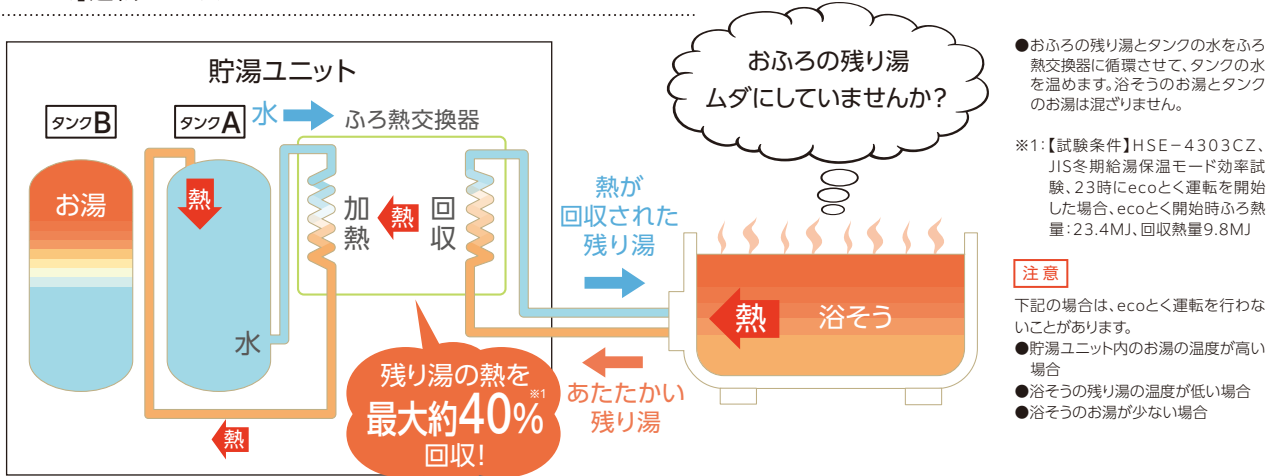 おふろの残り湯
ムダにしていませんか?
貯湯ユニット
タンクB
タンクA
水
ふろ熱交換器
お湯
熱
加熱
熱
回収
水
熱
熱が
回収された
残り湯
熱
浴そう
あたたかい
残り湯
残り湯の熱を
最大約40%※1
回収!
●おふろの残り湯とタンクの水をふろ
熱交換器に循環させて、タンクの水
を温めます。浴そうのお湯とタンク
のお湯は混ざりません。
※1:【試験条件】HSE-4303CZ、
JIS冬期給湯保温モード効率試
験、23時にecoとく運転を開始
した場合、ecoとく開始時ふろ熱
量:23.4MJ、回収熱量9.8MJ
注意
下記の場合は、ecoとく運転を行わな
いことがあります。
●貯湯ユニット内のお湯の温度が高い
場合
●浴そうの残り湯の温度が低い場合
●浴そうのお湯が少ない場合